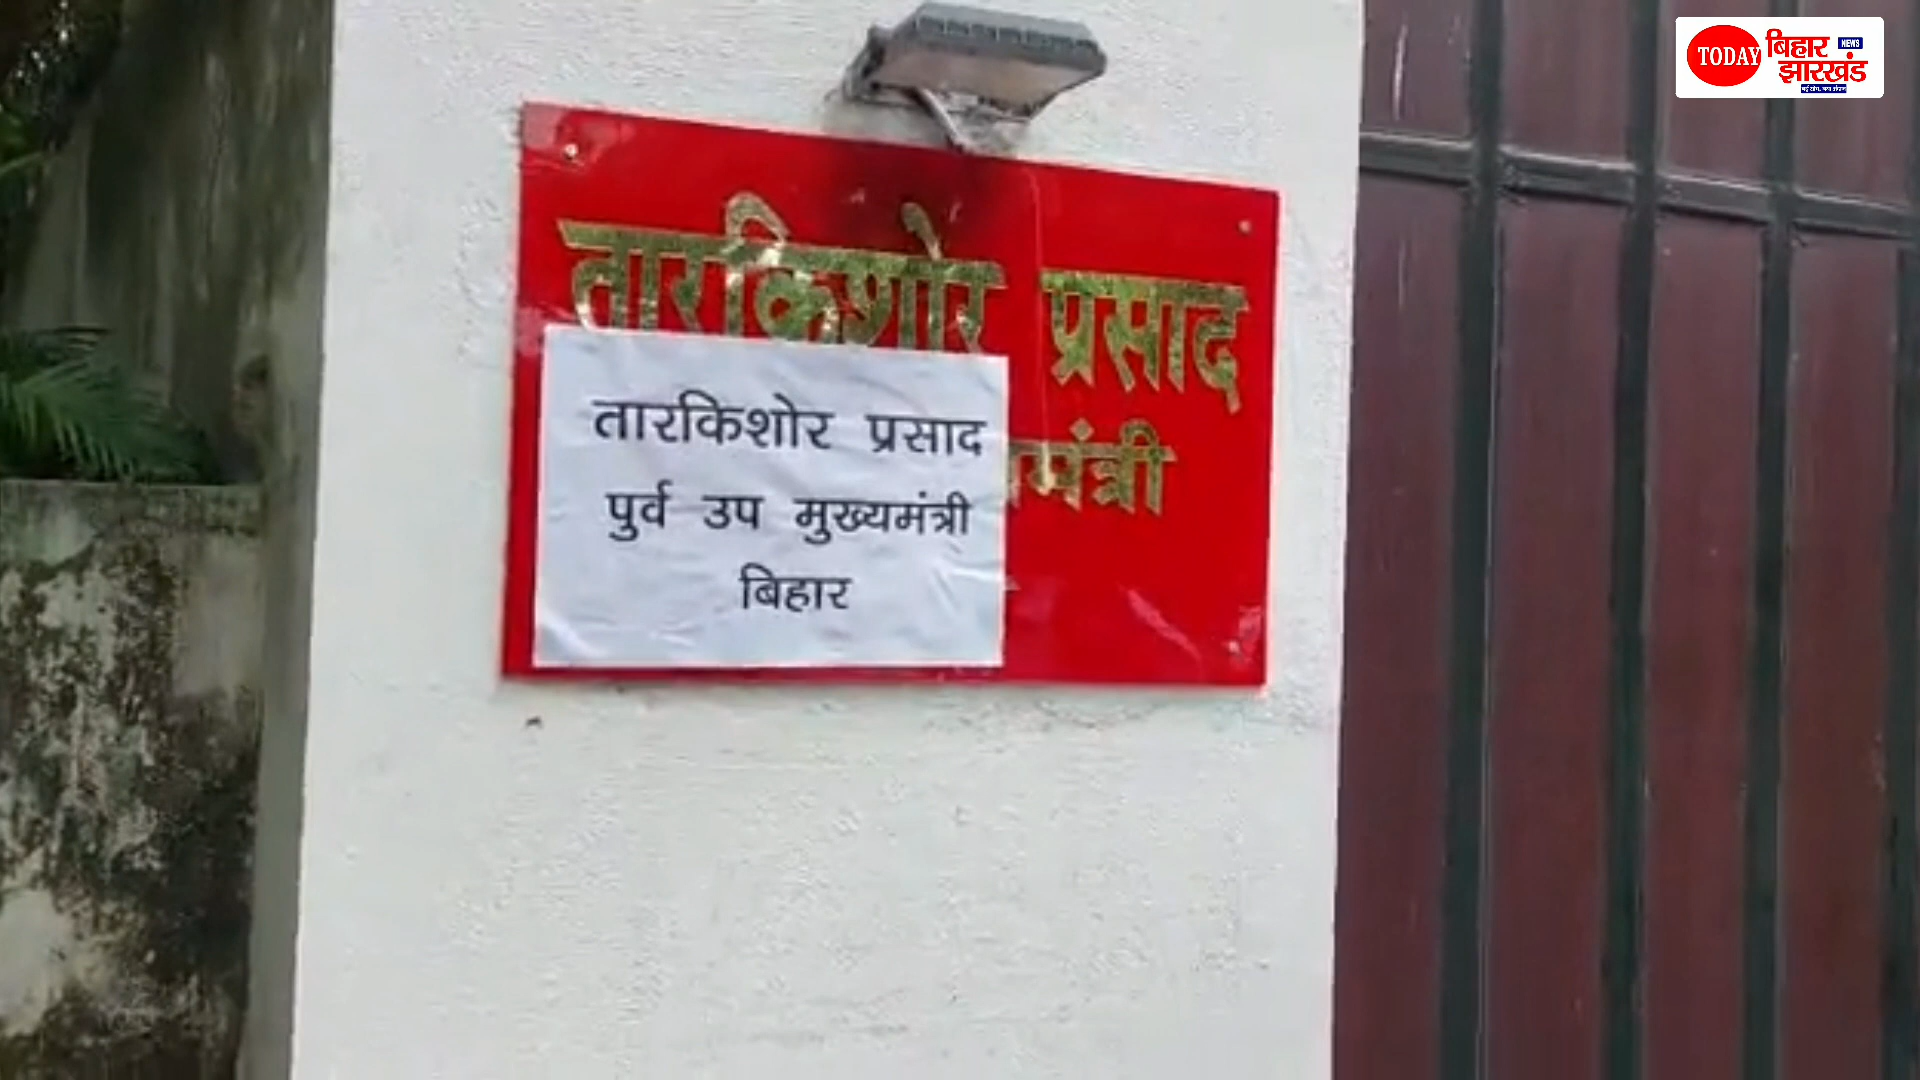 TODAY बिहार NEWS
झारखंड
तारकिशोर प्रसाद
तारकिशोर प्रसाद
पुर्व उप मुख्यमंत्री
बिहार